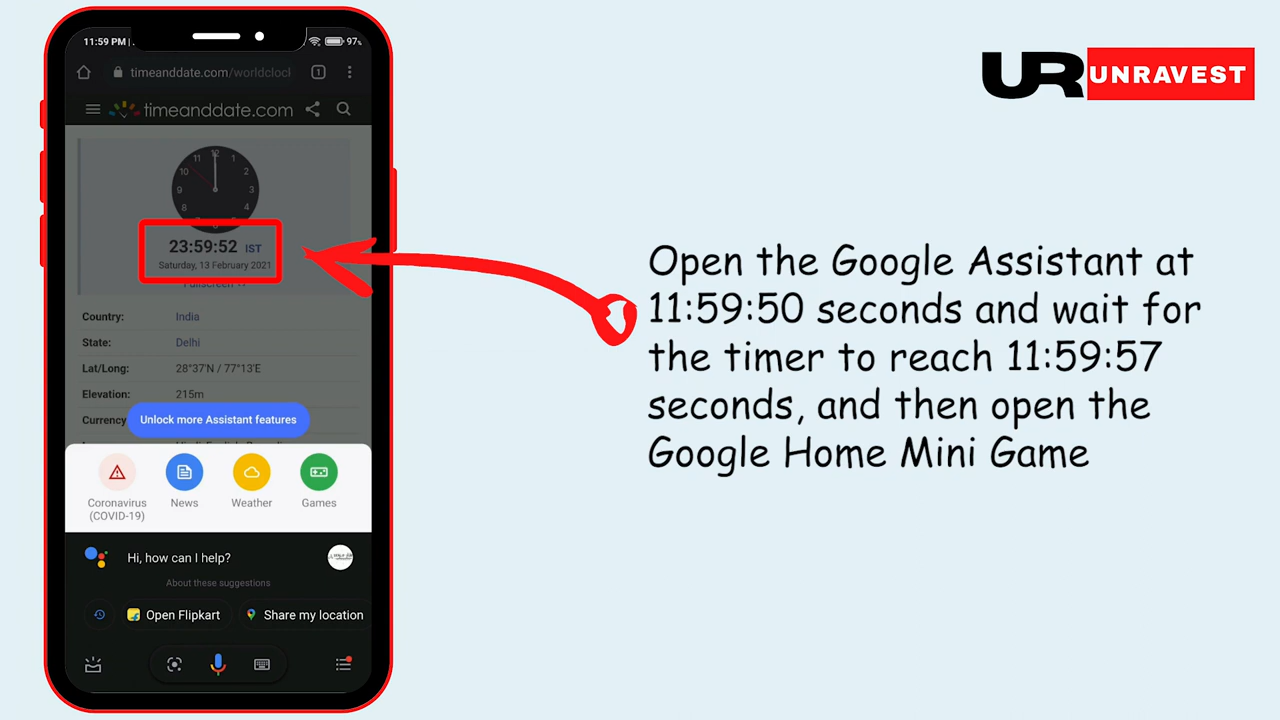 11:59 PM
97%
timeanddate.com/worldclocl
1
timeanddate.com
12
11 1
10 2
9 3
8 4
6
23:59:52 IST
Saturday, 13 February 2021
Fullscreen
Country: India
State: Delhi
Lat/Long: 28°37'N / 77°13'E
Elevation: 215m
Currency
Unlock more Assistant features
Coronavirus
(COVID-19)
News
Weather
Games
Hi, how can I help?
About these suggestions
Open Flipkart
Share my location
UR UNRAVEST
Open the Google Assistant at
11:59:50 seconds and wait for
the timer to reach 11:59:57
seconds, and then open the
Google Home Mini Game